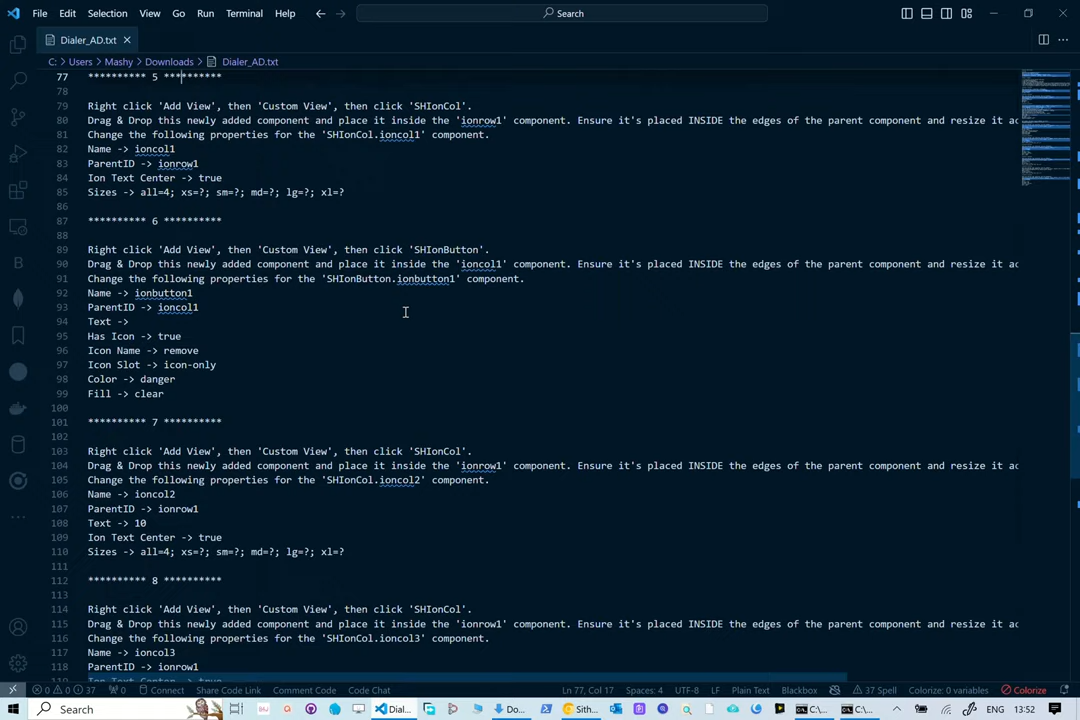 File Edit Selection View Go Run Terminal Help
Search
Dialer_AD.txt
C: > Users > Mashy > Downloads > Dialer_AD.txt
77 ********** 5 **********
78
79 Right click 'Add View', then 'Custom View', then click 'SHIonCol'.
80 Drag & Drop this newly added component and place it inside the 'ionrow1' component. Ensure it's placed INSIDE the edges of the parent component and resize it ac
81 Change the following properties for the 'SHIonCol.ioncol1' component.
82 Name -> ioncol1
83 ParentID -> ionrow1
84 Ion Text Center -> true
85 Sizes -> all=4; xs=?; sm=?; md=?; lg=?; xl=?
86
87 ********** 6 **********
88
89 Right click 'Add View', then 'Custom View', then click 'SHIonButton'.
90 Drag & Drop this newly added component and place it inside the 'ioncol1' component. Ensure it's placed INSIDE the edges of the parent component and resize it ac
91 Change the following properties for the 'SHIonButton.ionbutton1' component.
92 Name -> ionbutton1
93 ParentID -> ioncol1
94 Text ->
95 Has Icon -> true
96 Icon Name -> remove
97 Icon Slot -> icon-only
98 Color -> danger
99 Fill -> clear
100
101 ********** 7 **********
102
103 Right click 'Add View', then 'Custom View', then click 'SHIonCol'.
104 Drag & Drop this newly added component and place it inside the 'ionrow1' component. Ensure it's placed INSIDE the edges of the parent component and resize it ac
105 Change the following properties for the 'SHIonCol.ioncol2' component.
106 Name -> ioncol2
107 ParentID -> ionrow1
108 Text -> 10
109 Ion Text Center -> true
110 Sizes -> all=4; xs=?; sm=?; md=?; lg=?; xl=?
111
112 ********** 8 **********
113
114 Right click 'Add View', then 'Custom View', then click 'SHIonCol'.
115 Drag & Drop this newly added component and place it inside the 'ionrow1' component. Ensure it's placed INSIDE the edges of the parent component and resize it ac
116 Change the following properties for the 'SHIonCol.ioncol3' component.
117 Name -> ioncol3
118 ParentID -> ionrow1
Ion Text Center -> true
0 0 37 0 Connect Share Code Link Comment Code Code Chat Ln 77, Col 17 Spaces: 4 UTF-8 LF Plain Text Blackbox 37 Spell Colorize: 0 variables Colorize
Search Dial... Do... Sith... C:\... C:\... ENG 13:52